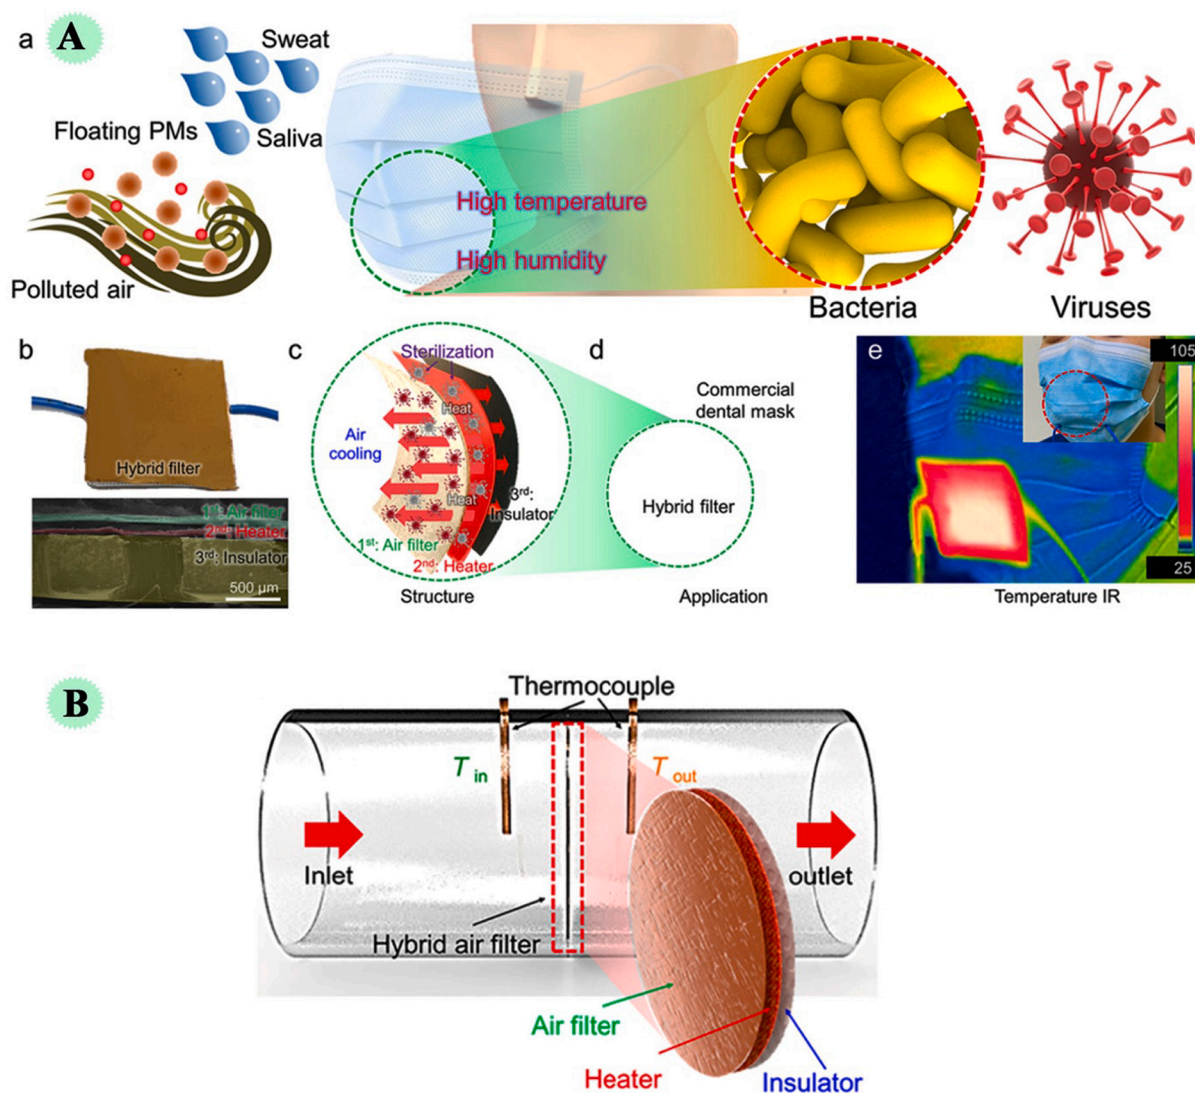 a
A
Sweat
Floating PMs
Saliva
Polluted air
High temperature
High humidity
Bacteria
Viruses
b
Hybrid filter
1st: Air filter
2nd: Heater
3rd: Insulator
500 µm
c
Sterilization
Heat
Air
cooling
Heat
3rd:
Insulator
1st: Air filter
2nd: Heater
Structure
d
Commercial
dental mask
Hybrid filter
Application
e
105
25
Temperature IR
B
Thermocouple
T in
T out
Inlet
outlet
Hybrid air filter
Air filter
Heater
Insulator